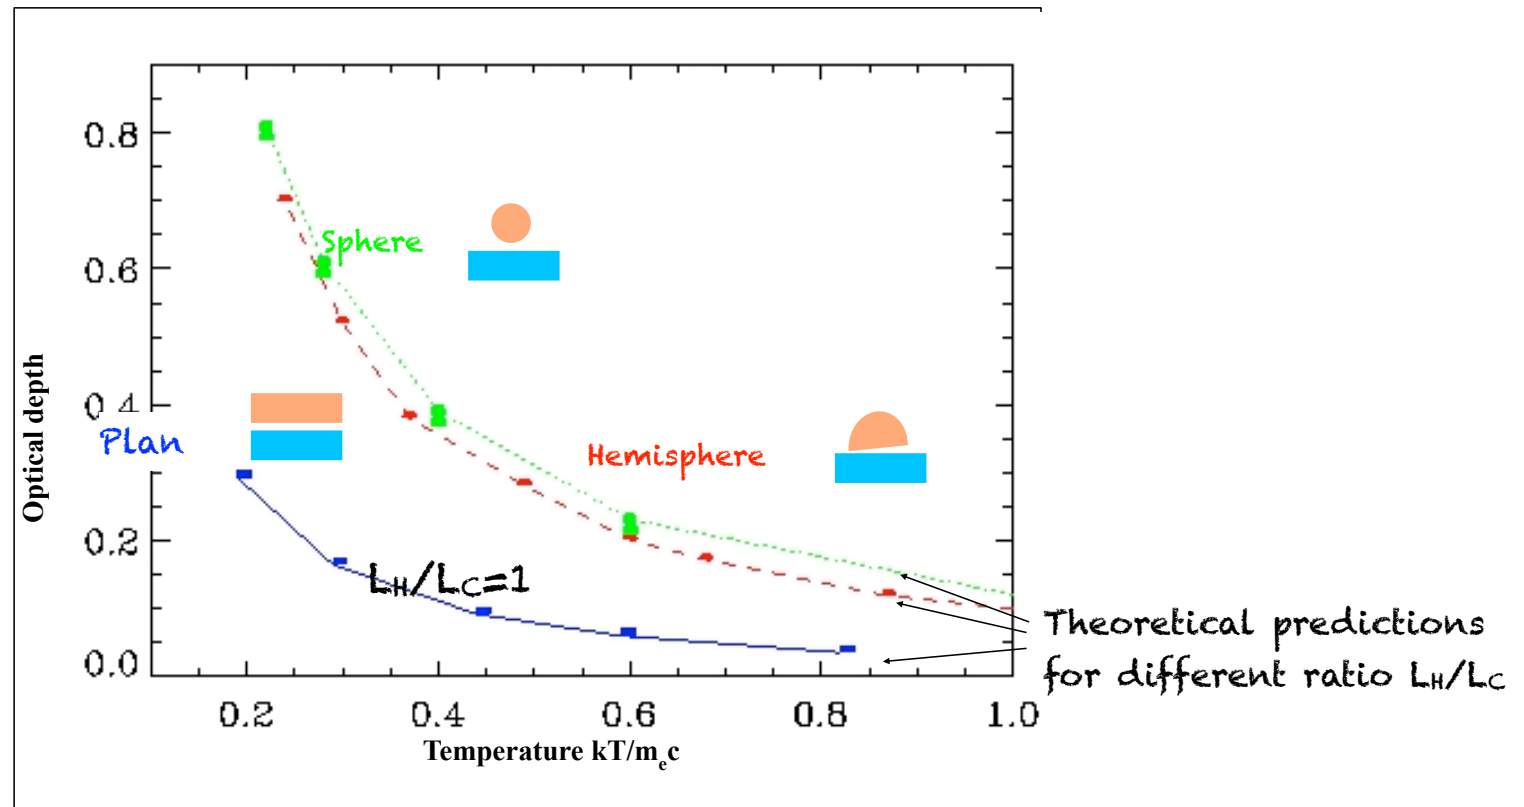 0.8
Sphere
0.6
0.4
Plan
Hemisphere
Optical depth
0.2
LH/LC=1
0.0
Theoretical predictions
for different ratio LH/LC
0.2 0.4 0.6 0.8 1.0
Temperature kT/mec